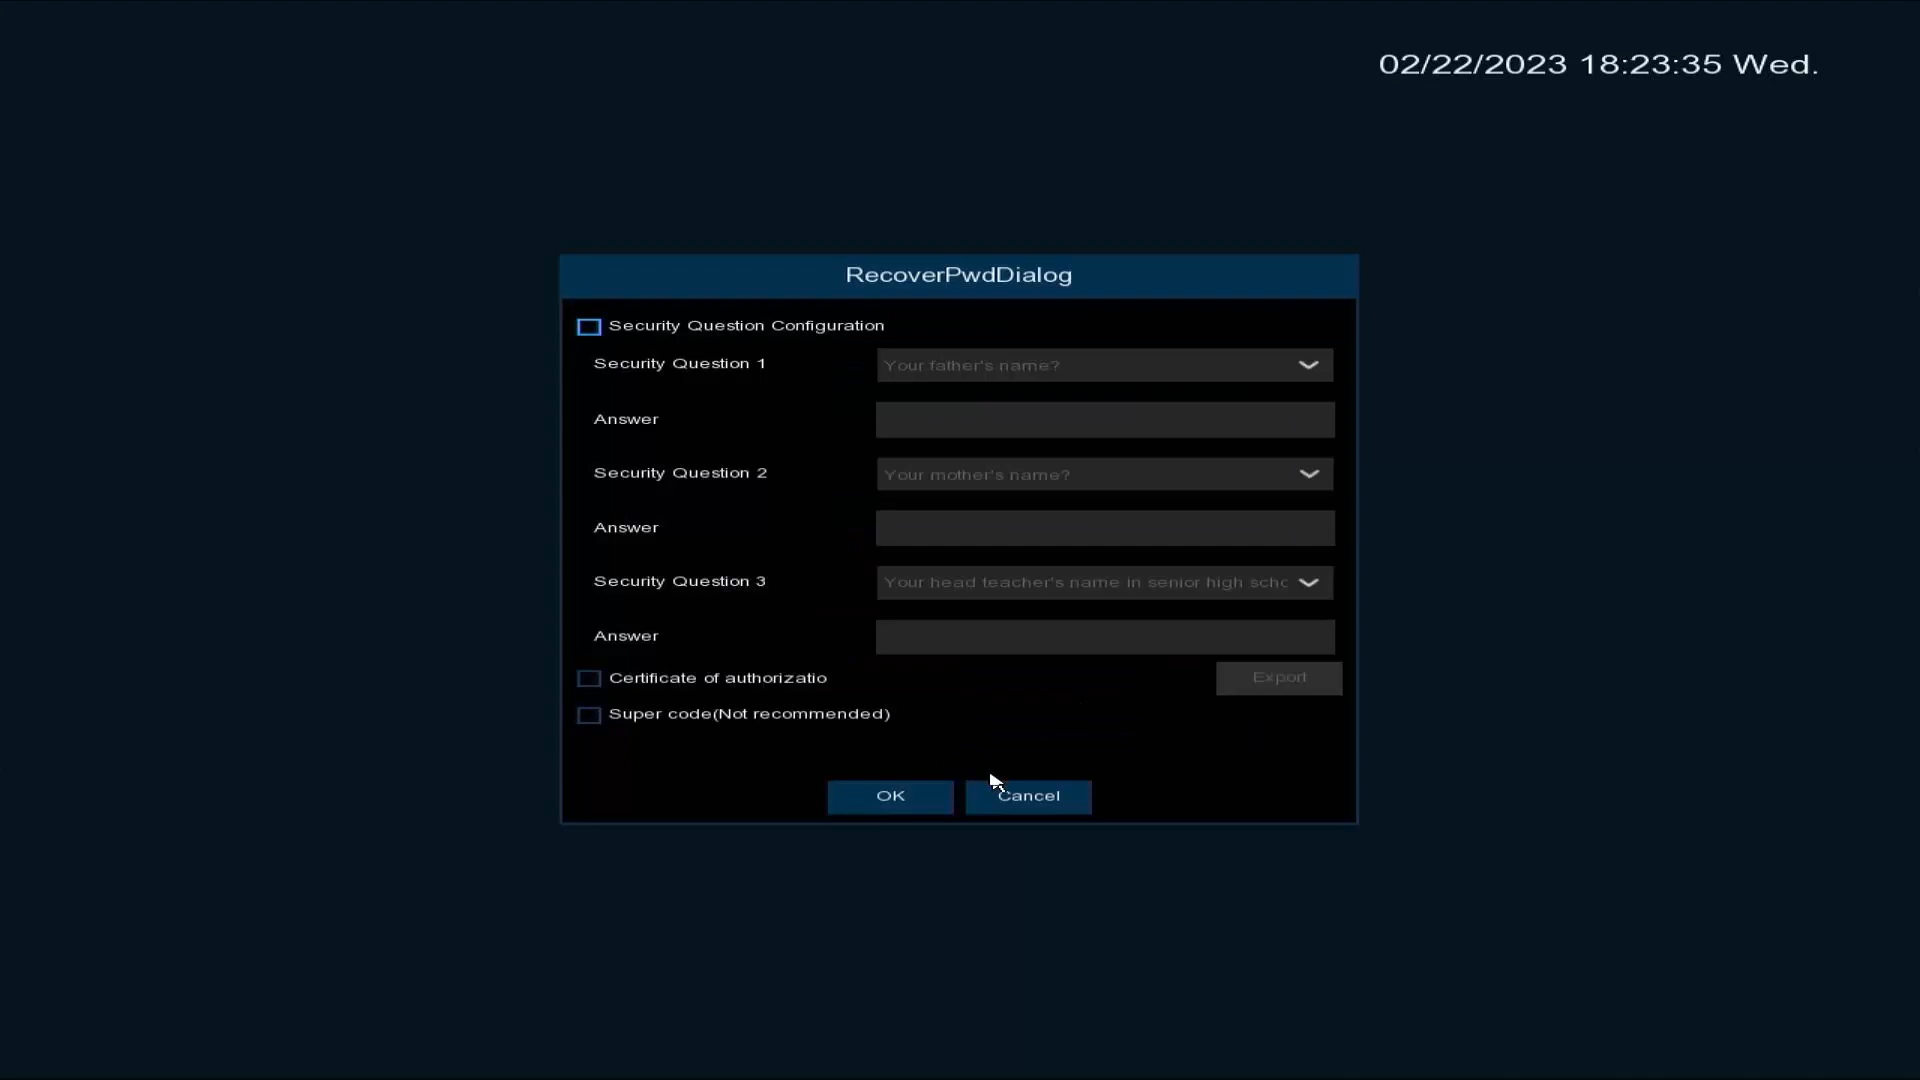 02/22/2023 18:23:35 Wed.
RecoverPwdDialog
Security Question Configuration
Security Question 1 Your father's name?
Answer
Security Question 2 Your mother's name?
Answer
Security Question 3 Your head teacher's name in senior high scho
Answer
Certificate of authorizatio Export
Super code(Not recommended)
OK Cancel